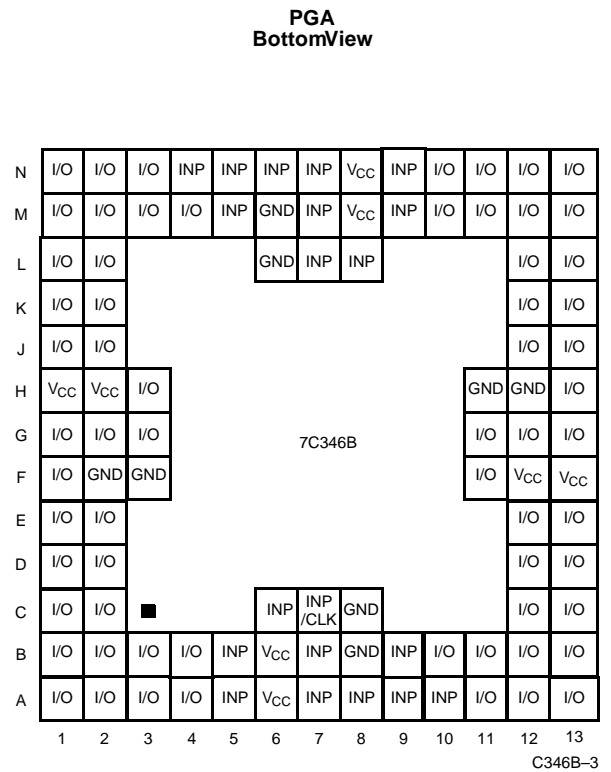 PGA
BottomView
N I/O I/O I/O INP INP INP INP VCC INP I/O I/O I/O I/O
M I/O I/O I/O I/O INP GND INP VCC INP I/O I/O I/O I/O
L I/O I/O GND INP INP I/O I/O
K I/O I/O I/O I/O
J I/O I/O I/O I/O
H VCC VCC I/O GND GND I/O
G I/O I/O I/O 7C346B I/O I/O I/O
F I/O GND GND I/O VCC VCC
E I/O I/O I/O I/O
D I/O I/O I/O I/O
C I/O I/O INP INP /CLK GND I/O I/O
B I/O I/O I/O I/O INP VCC INP GND INP I/O I/O I/O I/O
A I/O I/O I/O I/O INP VCC INP INP INP INP I/O I/O I/O
1 2 3 4 5 6 7 8 9 10 11 12 13
C346B–3